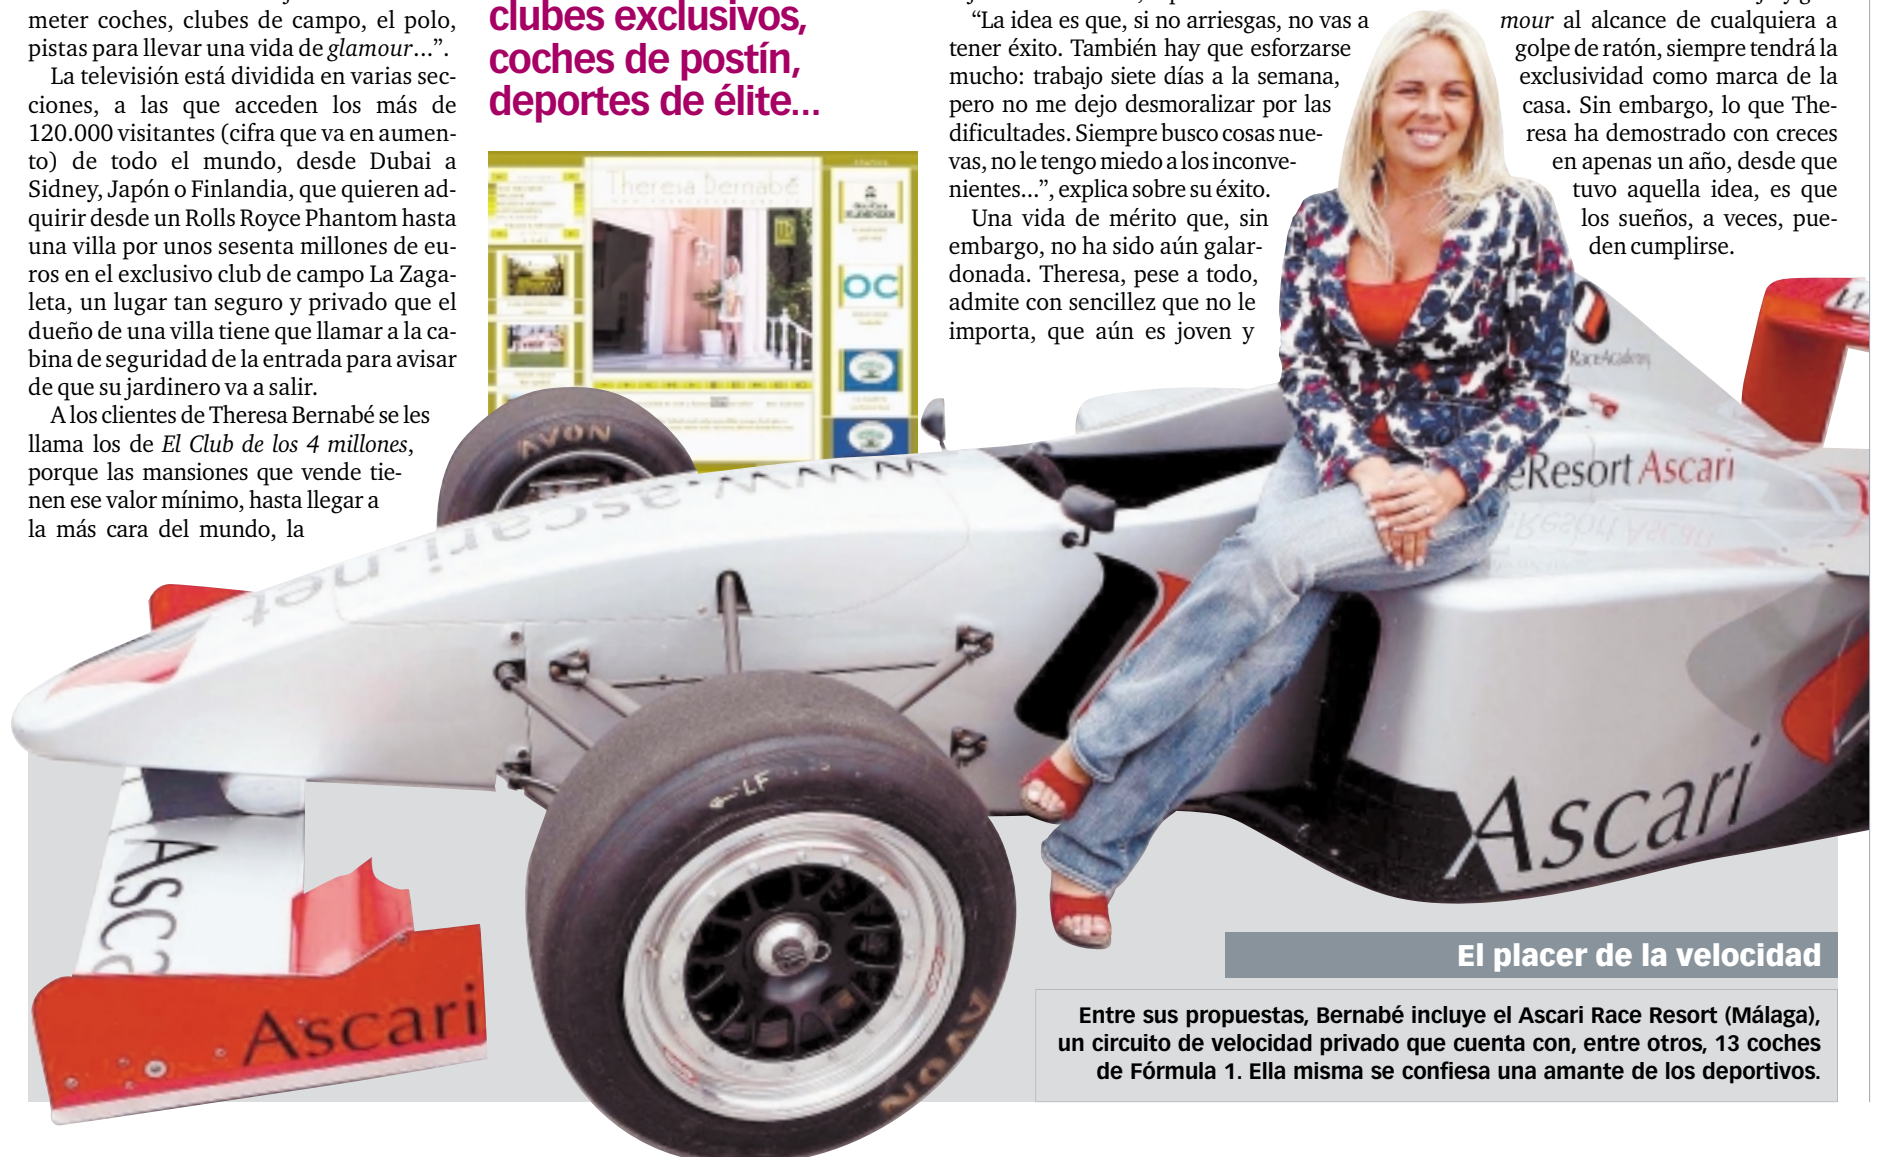 meter coches, clubes de campo, el polo,
pistas para llevar una vida de glamour...”.
La televisión está dividida en varias sec-
ciones, a las que acceden los más de
120.000 visitantes (cifra que va en aumen-
to) de todo el mundo, desde Dubai a
Sidney, Japón o Finlandia, que quieren ad-
quirir desde un Rolls Royce Phantom hasta
una villa por unos sesenta millones de eu-
ros en el exclusivo club de campo La Zaga-
leta, un lugar tan seguro y privado que el
dueño de una villa tiene que llamar a la ca-
bina de seguridad de la entrada para avisar
de que su jardinero va a salir.
A los clientes de Theresa Bernabé se les
llama los de El Club de los 4 millones,
porque las mansiones que vende tie-
nen ese valor mínimo, hasta llegar a
la más cara del mundo, la
clubes exclusivos,
coches de postín,
deportes de élite...
Theresa Bernabé
OC
“La idea es que, si no arriesgas, no vas a
tener éxito. También hay que esforzarse
mucho: trabajo siete días a la semana,
pero no me dejo desmoralizar por las
dificultades. Siempre busco cosas nue-
vas, no le tengo miedo a los inconve-
nientes...”, explica sobre su éxito.
Una vida de mérito que, sin
embargo, no ha sido aún galar-
donada. Theresa, pese a todo,
admite con sencillez que no le
importa, que aún es joven y
mour al alcance de cualquiera a
golpe de ratón, siempre tendrá la
exclusividad como marca de la
casa. Sin embargo, lo que The-
resa ha demostrado con creces
en apenas un año, desde que
tuvo aquella idea, es que
los sueños, a veces, pue-
den cumplirse.
RaceAcademy
eResort Ascari
www.ascari.net
AVON
LF
AVON
Ascari
Asca
Ascari
El placer de la velocidad
Entre sus propuestas, Bernabé incluye el Ascari Race Resort (Málaga),
un circuito de velocidad privado que cuenta con, entre otros, 13 coches
de Fórmula 1. Ella misma se confiesa una amante de los deportivos.